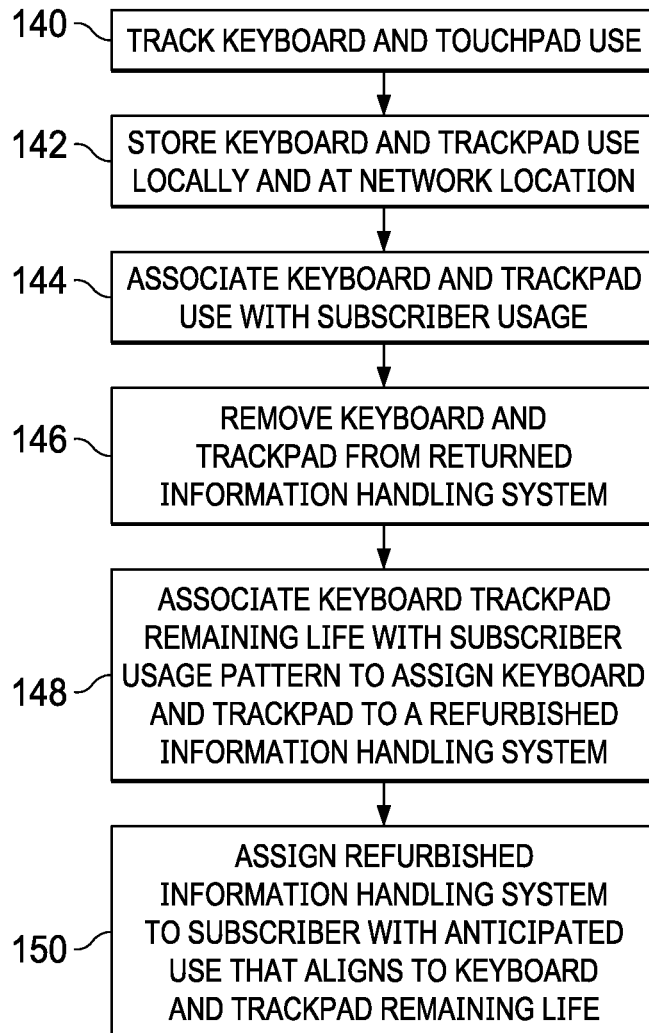 140
TRACK KEYBOARD AND TOUCHPAD USE
142
STORE KEYBOARD AND TRACKPAD USE
LOCALLY AND AT NETWORK LOCATION
144
ASSOCIATE KEYBOARD AND TRACKPAD
USE WITH SUBSCRIBER USAGE
146
REMOVE KEYBOARD AND
TRACKPAD FROM RETURNED
INFORMATION HANDLING SYSTEM
148
ASSOCIATE KEYBOARD TRACKPAD
REMAINING LIFE WITH SUBSCRIBER
USAGE PATTERN TO ASSIGN KEYBOARD
AND TRACKPAD TO A REFURBISHED
INFORMATION HANDLING SYSTEM
150
ASSIGN REFURBISHED
INFORMATION HANDLING SYSTEM
TO SUBSCRIBER WITH ANTICIPATED
USE THAT ALIGNS TO KEYBOARD
AND TRACKPAD REMAINING LIFE